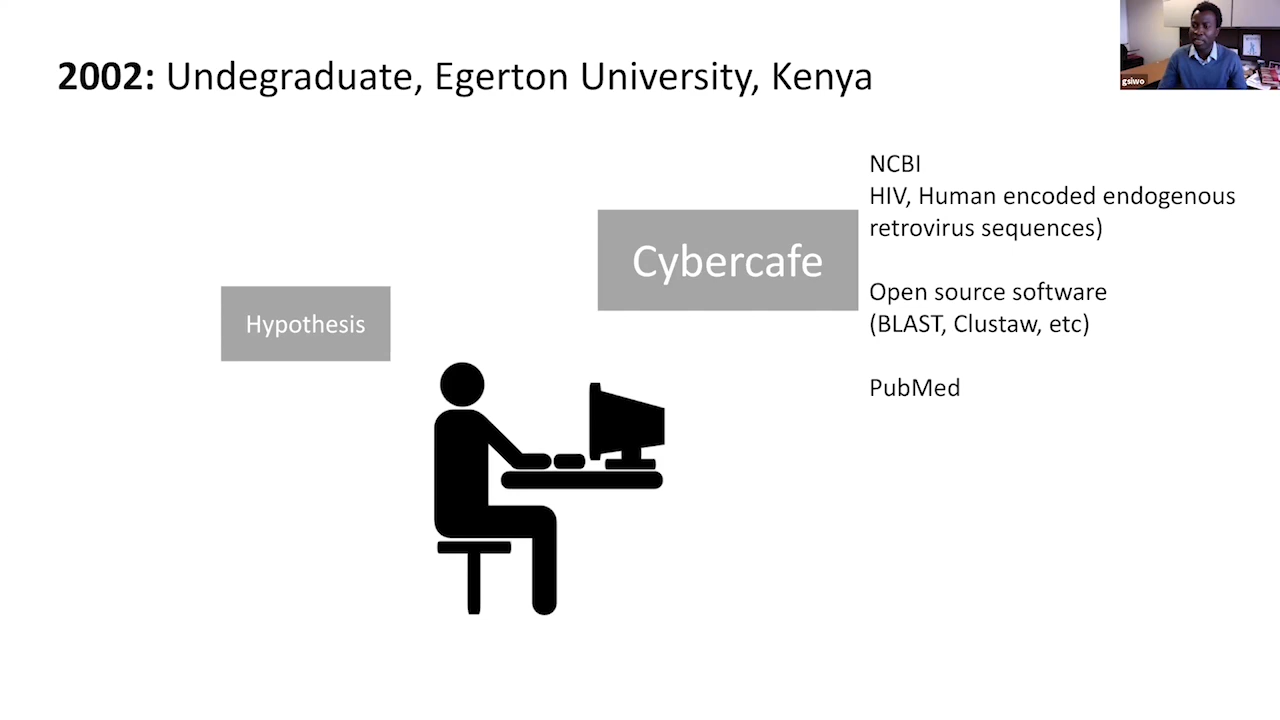 2002: Undegraduate, Egerton University, Kenya
gsiwo
NCBI
HIV, Human encoded endogenous
retrovirus sequences)
Cybercafe
Open source software
(BLAST, Clustaw, etc)
Hypothesis
PubMed